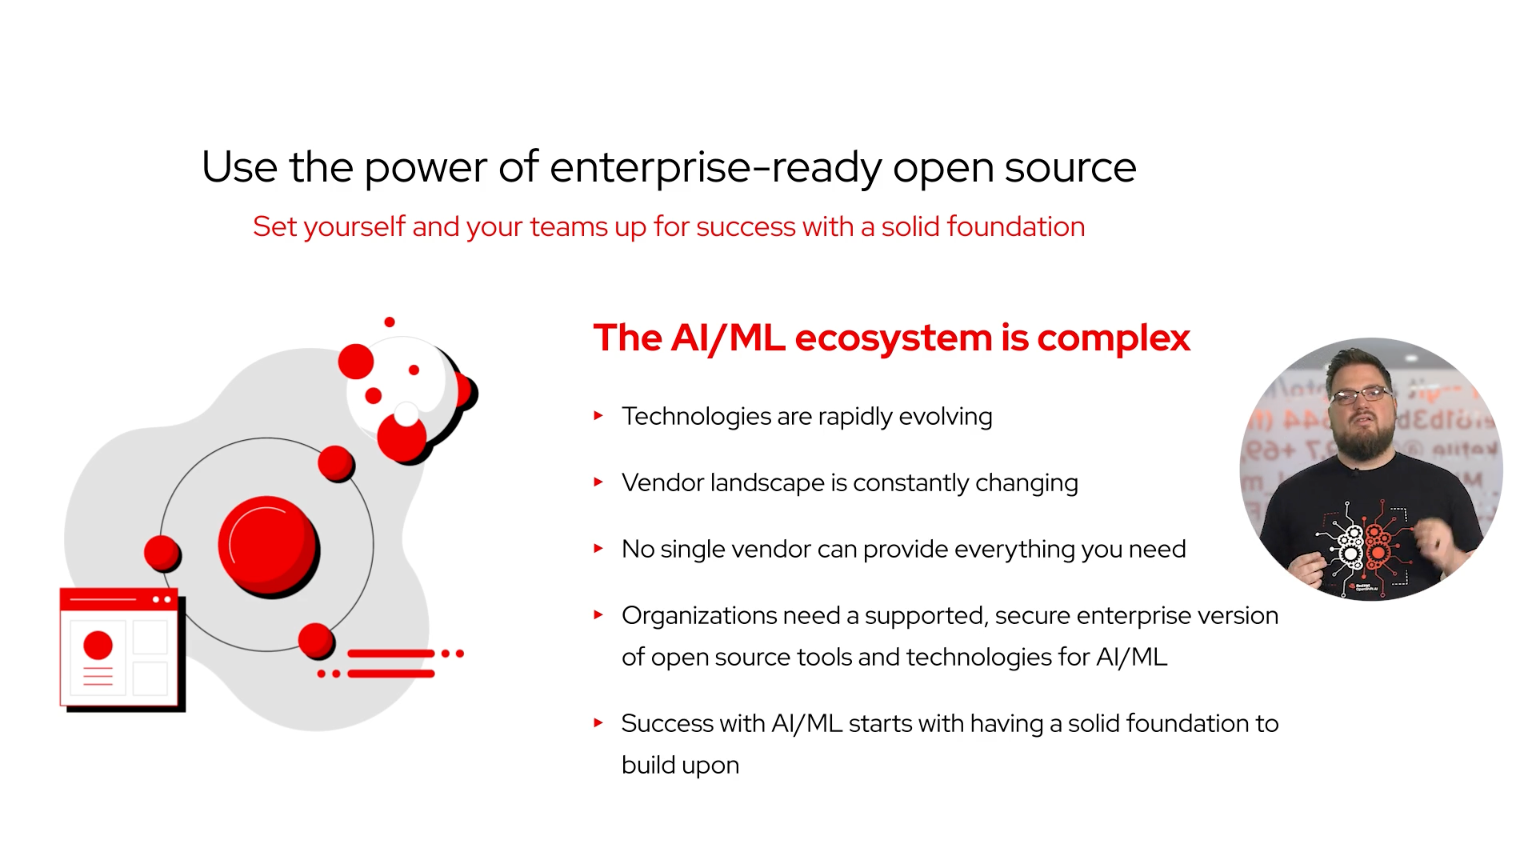 Use the power of enterprise-ready open source
Set yourself and your teams up for success with a solid foundation
The AI/ML ecosystem is complex
Technologies are rapidly evolving
Vendor landscape is constantly changing
No single vendor can provide everything you need
Organizations need a supported, secure enterprise version
of open source tools and technologies for AI/ML
Success with AI/ML starts with having a solid foundation to
build upon